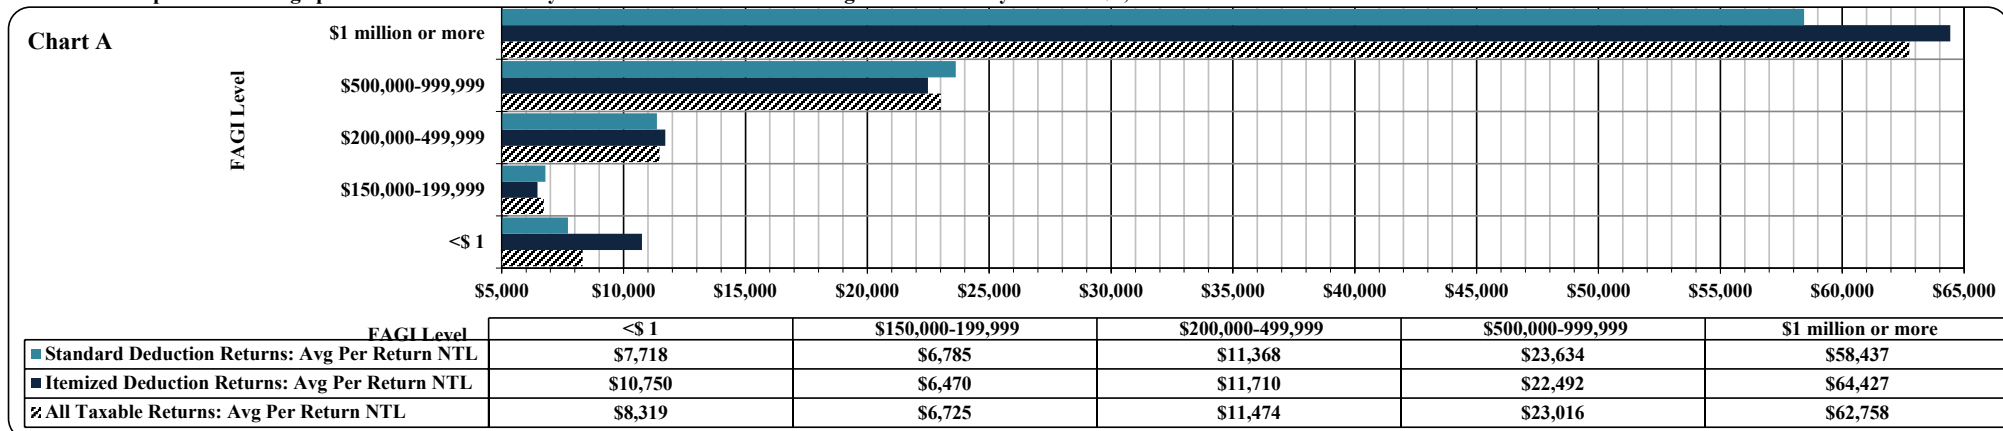 Chart A
FAGI Level
$1 million or more
$500,000-999,999
$200,000-499,999
$150,000-199,999
<$ 1
$5,000 $10,000 $15,000 $20,000 $25,000 $30,000 $35,000 $40,000 $45,000 $50,000 $55,000 $60,000 $65,000
FAGI Level <$ 1 $150,000-199,999 $200,000-499,999 $500,000-999,999 $1 million or more
Standard Deduction Returns: Avg Per Return NTL $7,718 $6,785 $11,368 $23,634 $58,437
Itemized Deduction Returns: Avg Per Return NTL $10,750 $6,470 $11,710 $22,492 $64,427
All Taxable Returns: Avg Per Return NTL $8,319 $6,725 $11,474 $23,016 $62,758